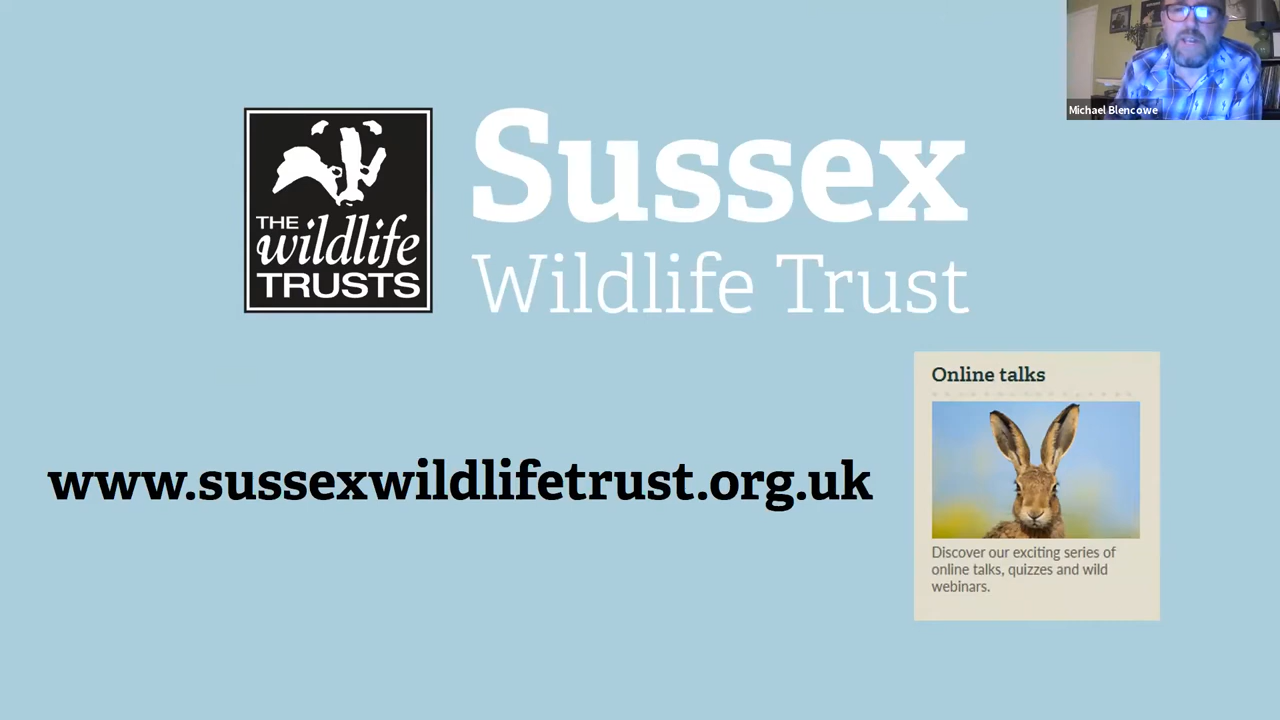 Michael Blencowe
Sussex
Wildlife Trust
THE
wildlife
TRUSTS
Online talks
www.sussexwildlifetrust.org.uk
Discover our exciting series of
online talks, quizzes and wild
webinars.